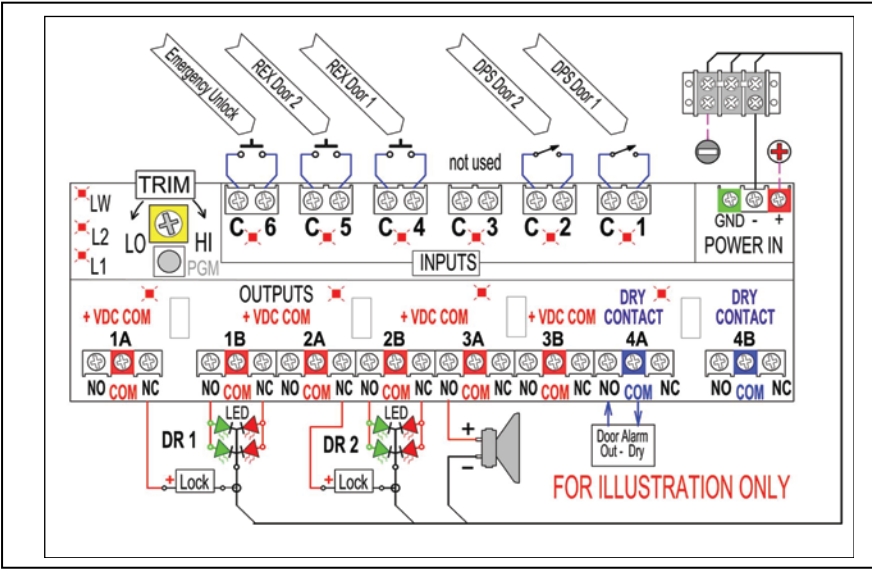 Emergency Unlock
REX Door 2
REX Door 1
DPS Door 2
DPS Door 1
not used
TRIM
LW
L2
L1
LO
HI
PGM
C 6
C 5
C 4
C 3
C 2
C 1
INPUTS
GND - +
POWER IN
OUTPUTS
+ VDC COM
+ VDC COM
+ VDC COM
+ VDC COM
DRY
CONTACT
DRY
CONTACT
1A
1B
2A
2B
3A
3B
4A
4B
NO COM NC
NO COM NC
NO COM NC
NO COM NC
NO COM NC
NO COM NC
NO COM NC
LED
LED
DR 1
DR 2
+ Lock
+ Lock
+
-
Door Alarm
Out - Dry
FOR ILLUSTRATION ONLY